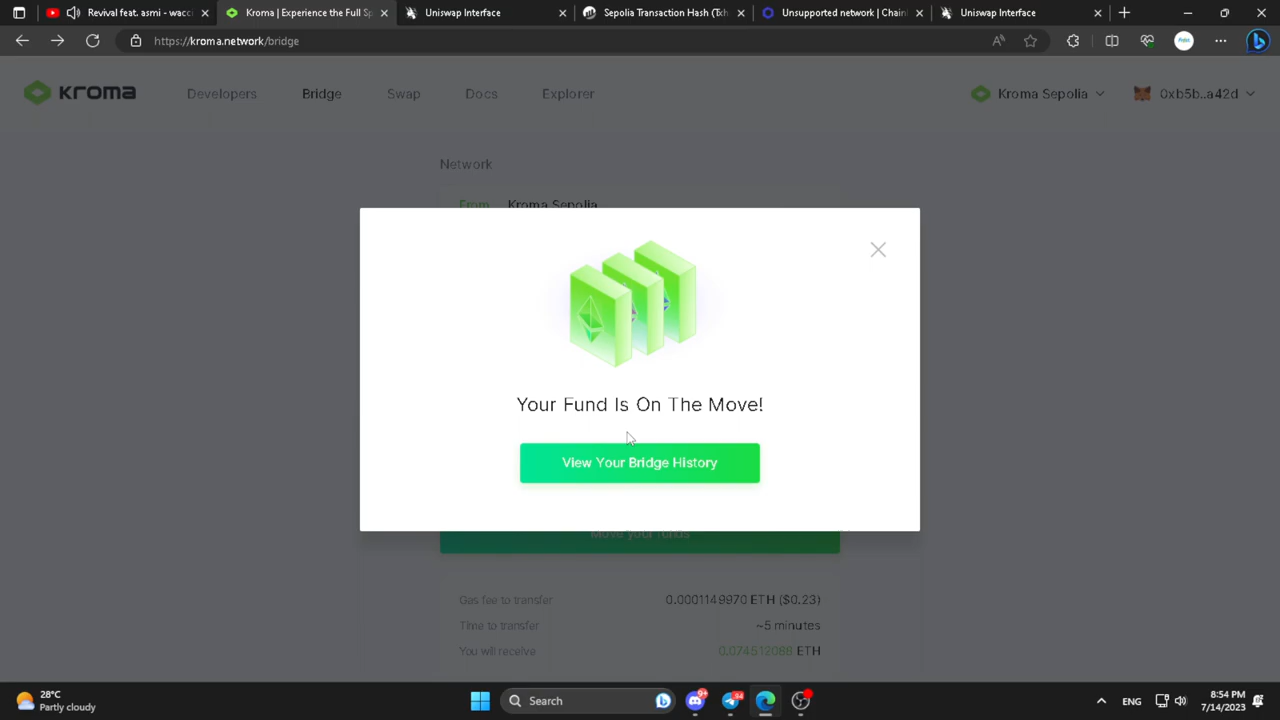 Revival feat. asmi - wacci
Kroma | Experience the Full Sp
Uniswap Interface
Sepolia Transaction Hash (Txh
Unsupported network | Chain
Uniswap Interface
https://kroma.network/bridge
kroma
Developers
Bridge
Swap
Docs
Explorer
Kroma Sepolia
0xb5b..a42d
Network
From Kroma Sepolia
Your Fund Is On The Move!
View Your Bridge History
Move your funds
Gas fee to transfer 0.0001149970 ETH ($0.23)
Time to transfer ~5 minutes
You will receive 0.074512088 ETH
28°C
Partly cloudy
Search
9+
94
ENG
8:54 PM
7/14/2023